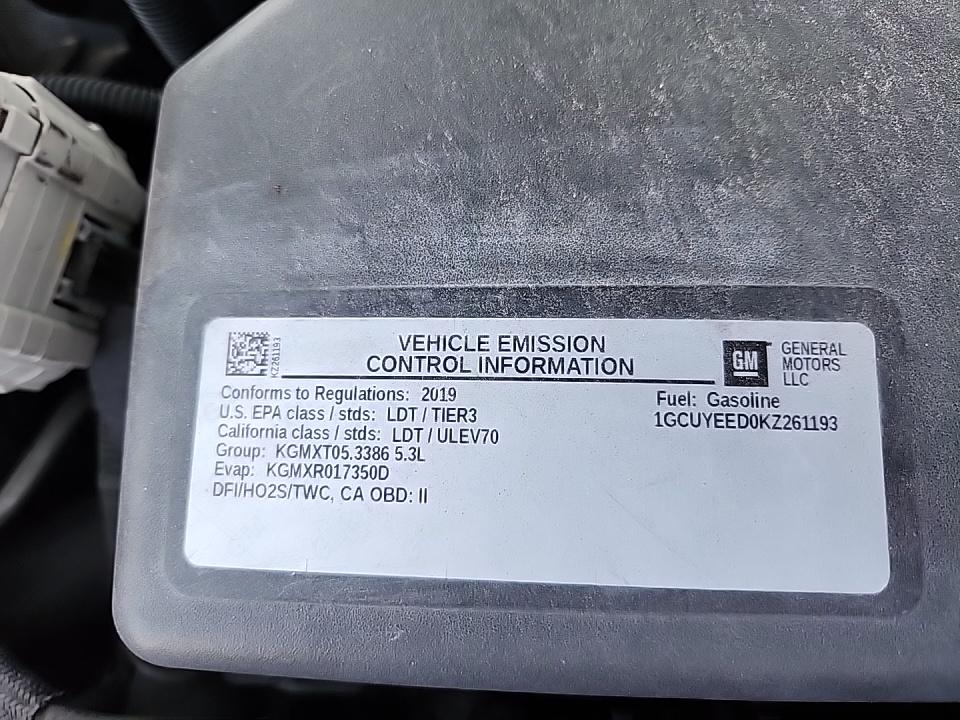 KZ261193
VEHICLE EMISSION
CONTROL INFORMATION
GM
GENERAL
MOTORS
LLC
Conforms to Regulations: 2019
U.S. EPA class / stds: LDT / TIER3
California class / stds: LDT / ULEV70
Group: KGMXT05.3386 5.3L
Evap: KGMXR017350D
DFI/HO2S/TWC, CA OBD: II
Fuel: Gasoline
1GCUYEED0KZ261193